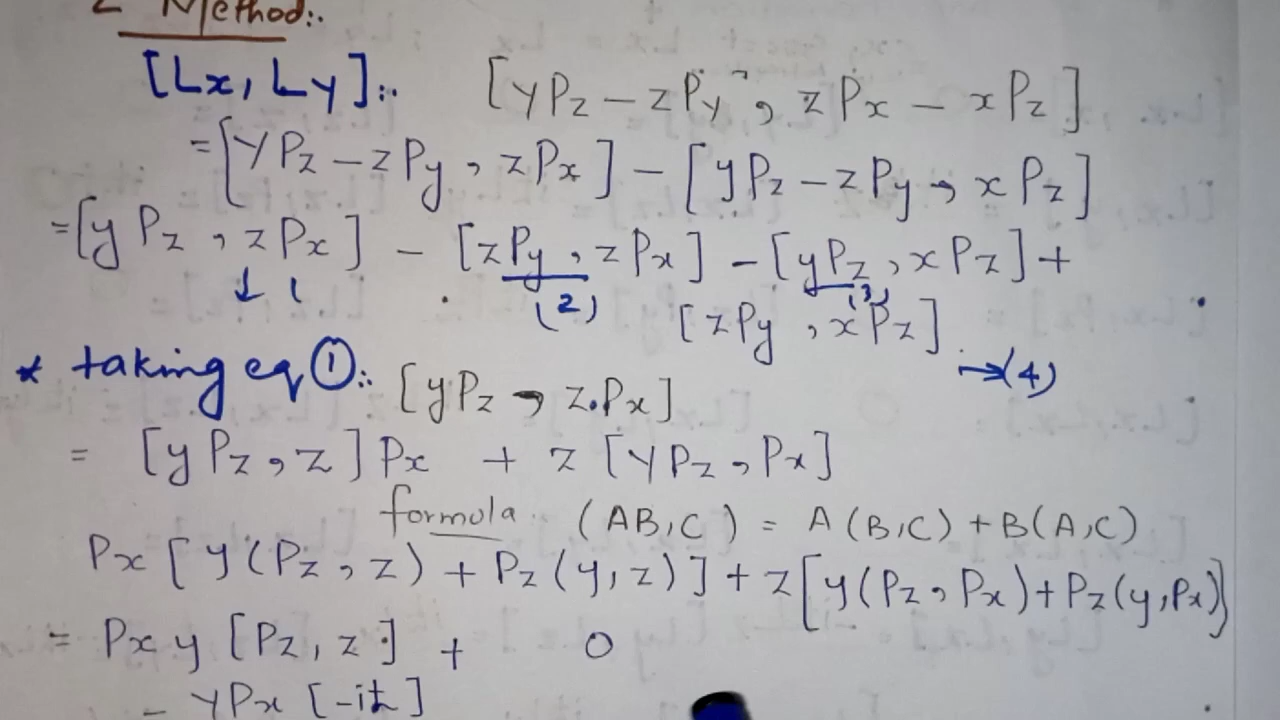 2 Method:.
[Lx, Ly]:. [yPz – zPy, zPx – xPz]
= [yPz – zPy, zPx] – [yPz – zPy, xPz]
= [yPz, zPx] – [zPy, zPx] – [yPz, xPz] +
↓ 1 (2) (3)
[zPy, xPz]
→(4)
* taking eq ①:. [yPz, z.Px]
= [yPz, z] Px + z [yPz, Px]
formula (AB,C) = A(B,C) + B(A,C)
Px [y(Pz, z) + Pz(y,z)] + z[y(Pz, Px) + Pz(y,Px)]
= Px y [Pz, z] + 0
= yPx [-iħ]